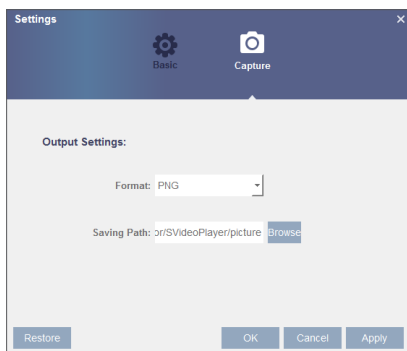 Settings
Basic
Capture
Output Settings:
Format: PNG
Saving Path: or/SVideoPlayer/picture Browse
Restore OK Cancel Apply